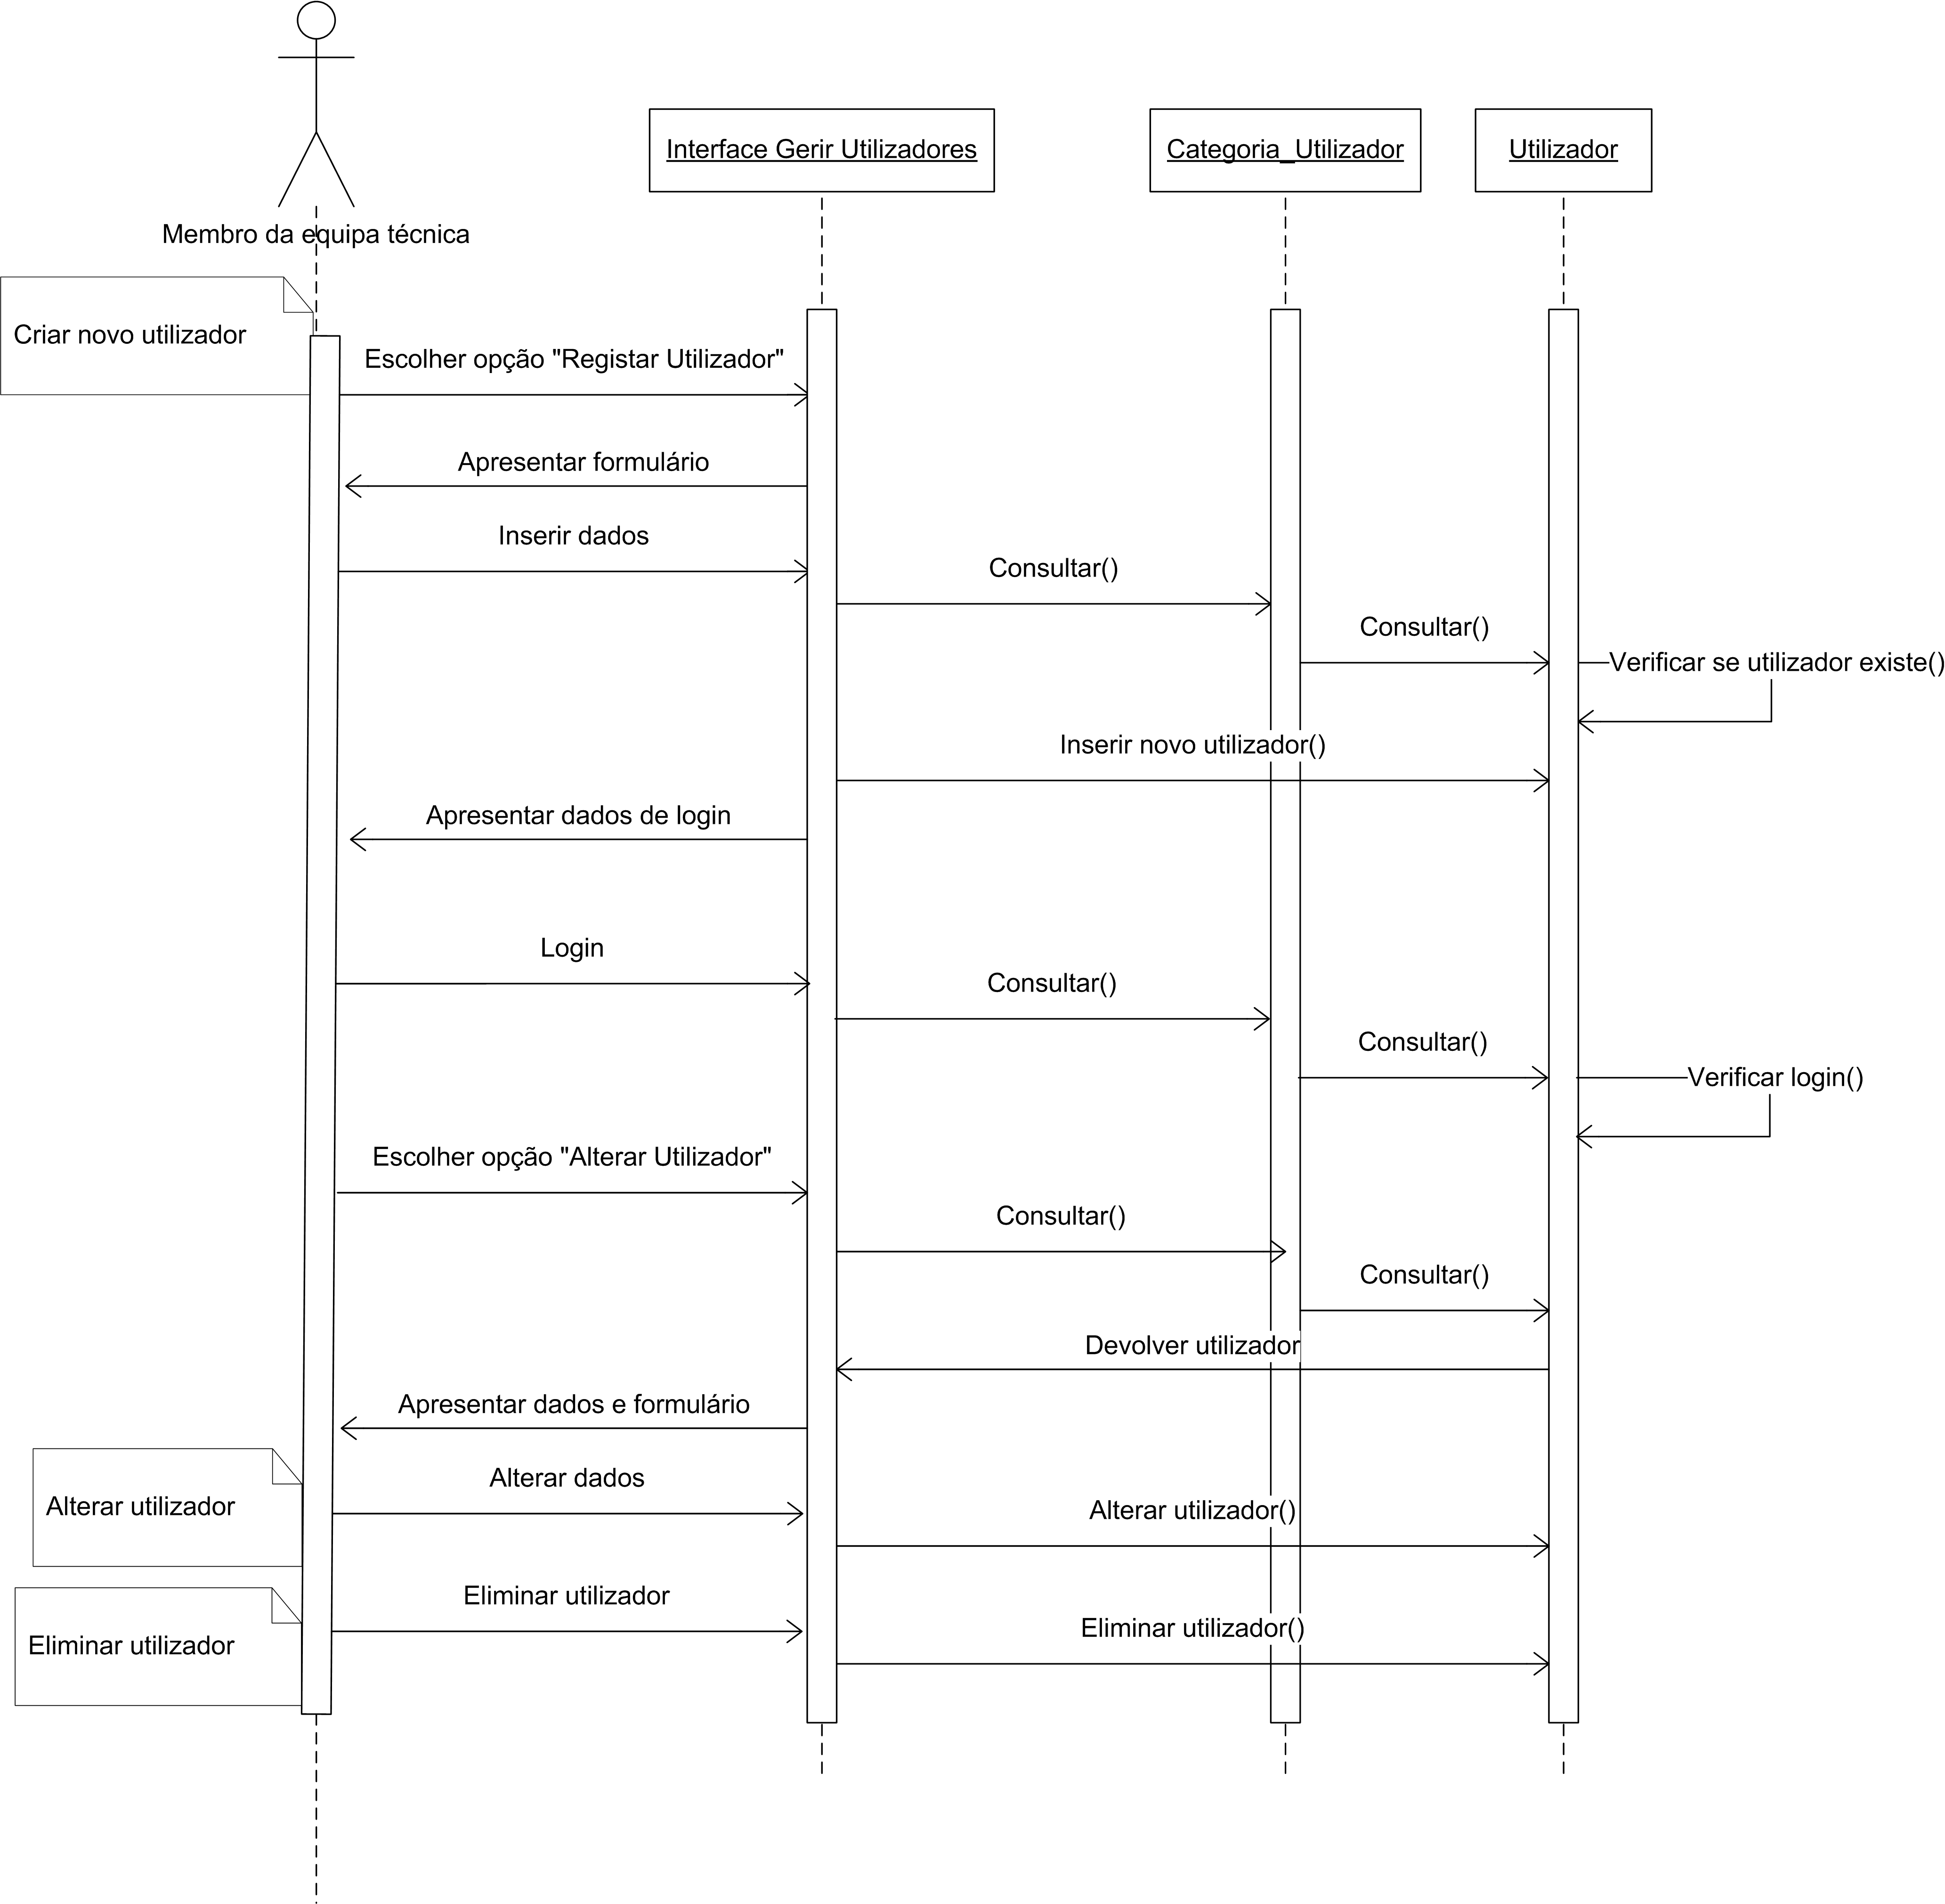 Interface Gerir Utilizadores
Categoria_Utilizador
Utilizador
Membro da equipa técnica
Criar novo utilizador
Escolher opção "Registar Utilizador"
Apresentar formulário
Inserir dados
Consultar()
Consultar()
Verificar se utilizador existe()
Inserir novo utilizador()
Apresentar dados de login
Login
Consultar()
Consultar()
Verificar login()
Escolher opção "Alterar Utilizador"
Consultar()
Consultar()
Devolver utilizador
Apresentar dados e formulário
Alterar dados
Alterar utilizador
Alterar utilizador()
Eliminar utilizador
Eliminar utilizador()
Eliminar utilizador